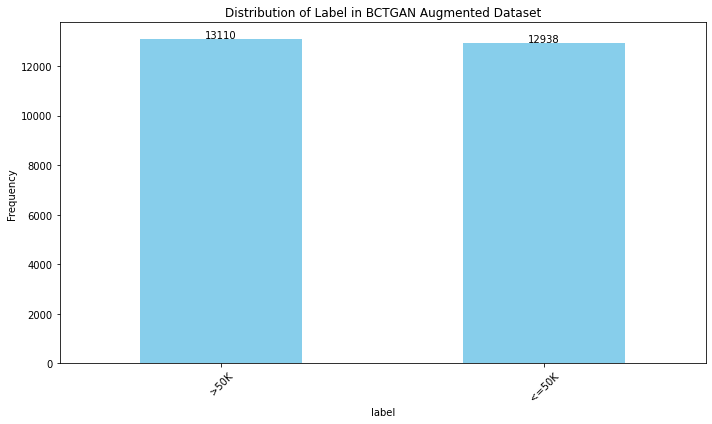 Distribution of Label in BCTGAN Augmented Dataset
13110
12938
12000
10000
8000
6000
4000
2000
0
Frequency
>50K
<=50K
label